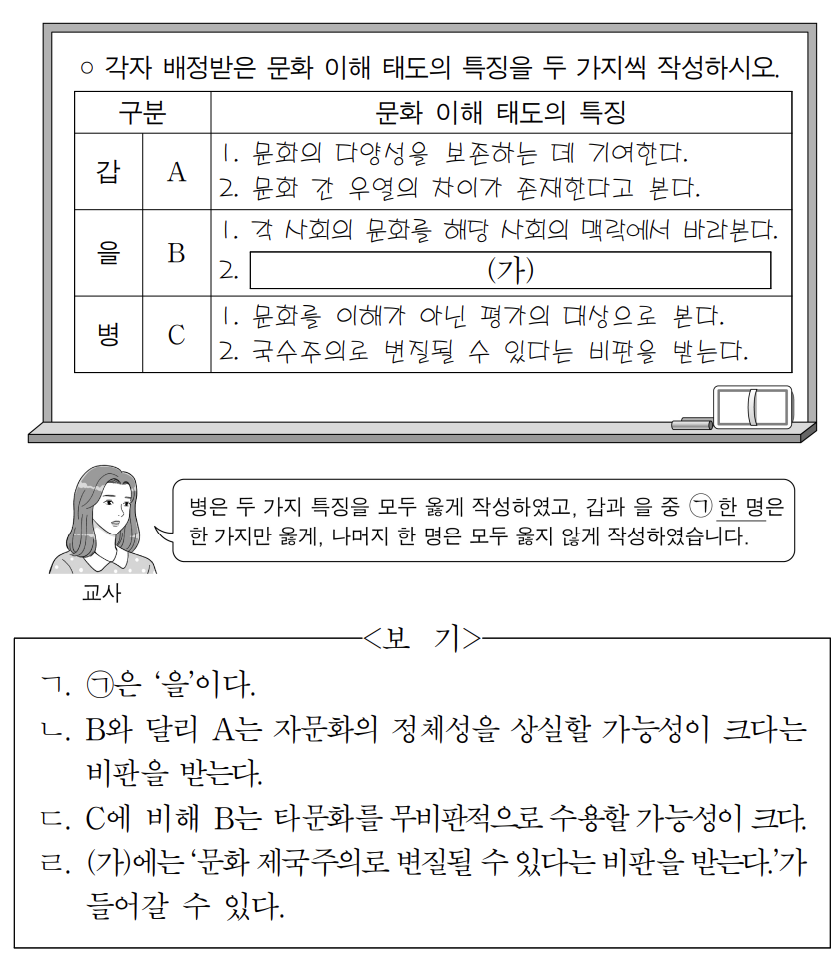 ○ 각자 배정받은 문화 이해 태도의 특징을 두 가지씩 작성하시오.
구분 문화 이해 태도의 특징
갑 A
1. 문화의 다양성을 보존하는 데 기여한다.
2. 문화 간 우열의 차이가 존재한다고 본다.
을 B
1. 각 사회의 문화를 해당 사회의 맥락에서 바라본다.
2. (가)
병 C
1. 문화를 이해가 아닌 평가의 대상으로 본다.
2. 국수주의로 변질될 수 있다는 비판을 받는다.
병은 두 가지 특징을 모두 옳게 작성하였고, 갑과 을 중 ㉠한 명은
한 가지만 옳게, 나머지 한 명은 모두 옳지 않게 작성하였습니다.
교사
<보 기>
ㄱ. ㉠은 ‘을’이다.
ㄴ. B와 달리 A는 자문화의 정체성을 상실할 가능성이 크다는
비판을 받는다.
ㄷ. C에 비해 B는 타문화를 무비판적으로 수용할 가능성이 크다.
ㄹ. (가)에는 ‘문화 제국주의로 변질될 수 있다는 비판을 받는다.’가
들어갈 수 있다.